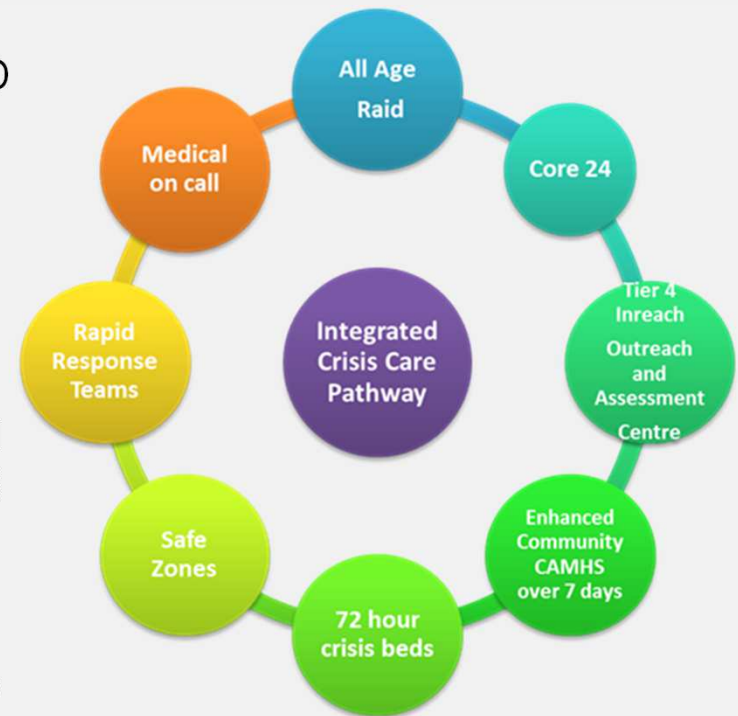 All Age
Raid
Core 24
Tier 4
Inreach
Outreach
and
Assessment
Centre
Enhanced
Community
CAMHS
over 7 days
72 hour
crisis beds
Safe
Zones
Rapid
Response
Teams
Medical
on call
Integrated
Crisis Care
Pathway